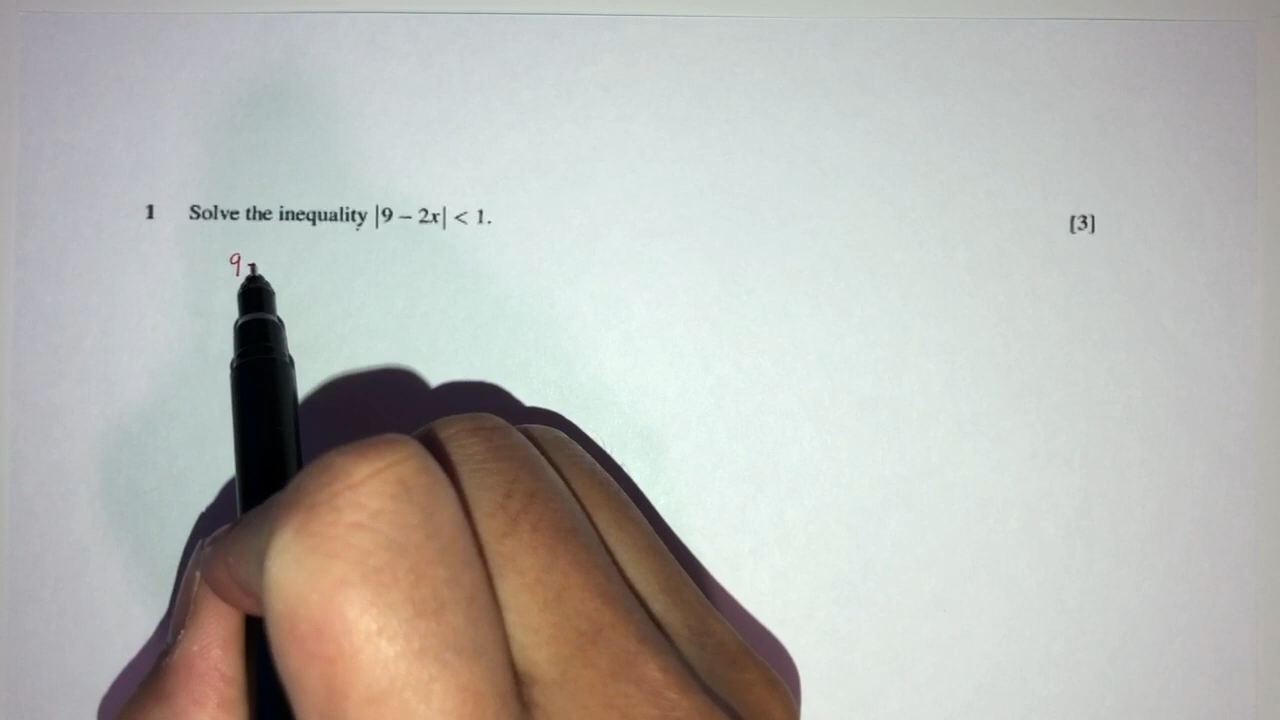 1 Solve the inequality |9 − 2x| < 1. [3]
9 -